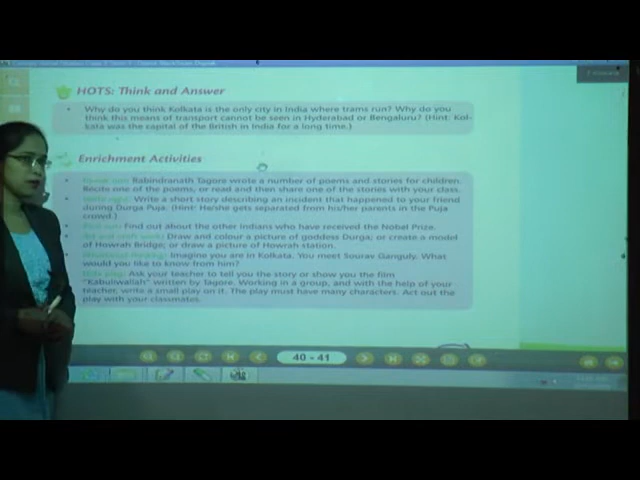 HOTS: Think and Answer
• Why do you think Kolkata is the only city in India where trams run? Why do you
think this means of transport cannot be seen in Hyderabad or Bengaluru? (Hint: Kol-
kata was the capital of the British in India for a long time.)
Enrichment Activities
Rabindranath Tagore wrote a number of poems and stories for children.
Recite one of the poems, or read and then share one of the stories with your class.
Write right: Write a short story describing an incident that happened to your friend
during Durga Puja. (Hint: He/she gets separated from his/her parents in the Puja
crowd.)
Find out: Find out about the other Indians who have received the Nobel Prize.
Art and craft work: Draw and colour a picture of goddess Durga; or create a model
of Howrah Bridge; or draw a picture of Howrah station.
Imagine you are in Kolkata. You meet Sourav Ganguly. What
would you like to know from him?
Ask your teacher to tell you the story or show you the film
"Kabuliwallah" written by Tagore. Working in a group, and with the help of your
teacher, write a small play on it. The play must have many characters. Act out the
play with your classmates.
40 - 41